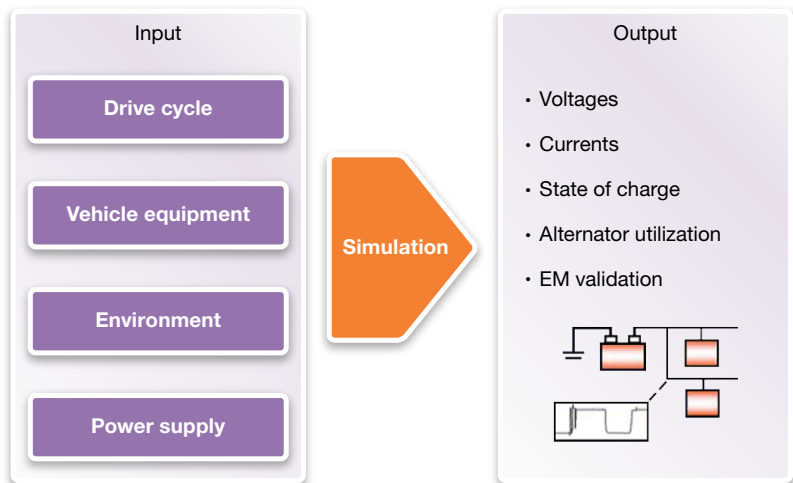 Input
Drive cycle
Vehicle equipment
Environment
Power supply
Simulation
Output
• Voltages
• Currents
• State of charge
• Alternator utilization
• EM validation